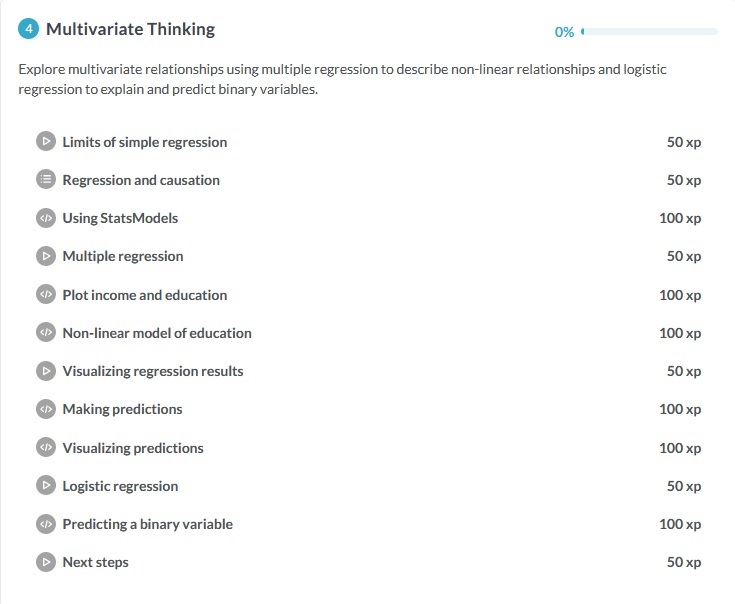 4 Multivariate Thinking 0%
Explore multivariate relationships using multiple regression to describe non-linear relationships and logistic
regression to explain and predict binary variables.
Limits of simple regression 50 xp
Regression and causation 50 xp
</> Using StatsModels 100 xp
Multiple regression 50 xp
</> Plot income and education 100 xp
</> Non-linear model of education 100 xp
Visualizing regression results 50 xp
</> Making predictions 100 xp
</> Visualizing predictions 100 xp
Logistic regression 50 xp
</> Predicting a binary variable 100 xp
Next steps 50 xp